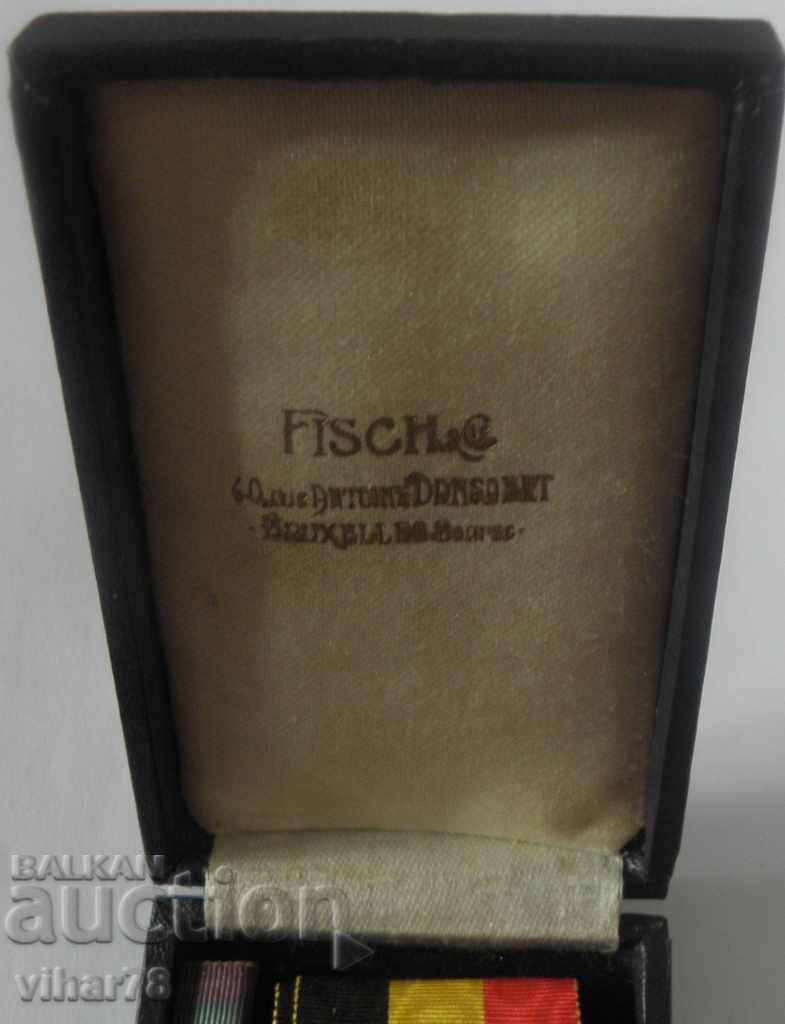 FISCH & Cie
60, RUE ANTOINE DANSAERT
· BRUXELLES BOURSE ·
BALKAN
auction
vihar78